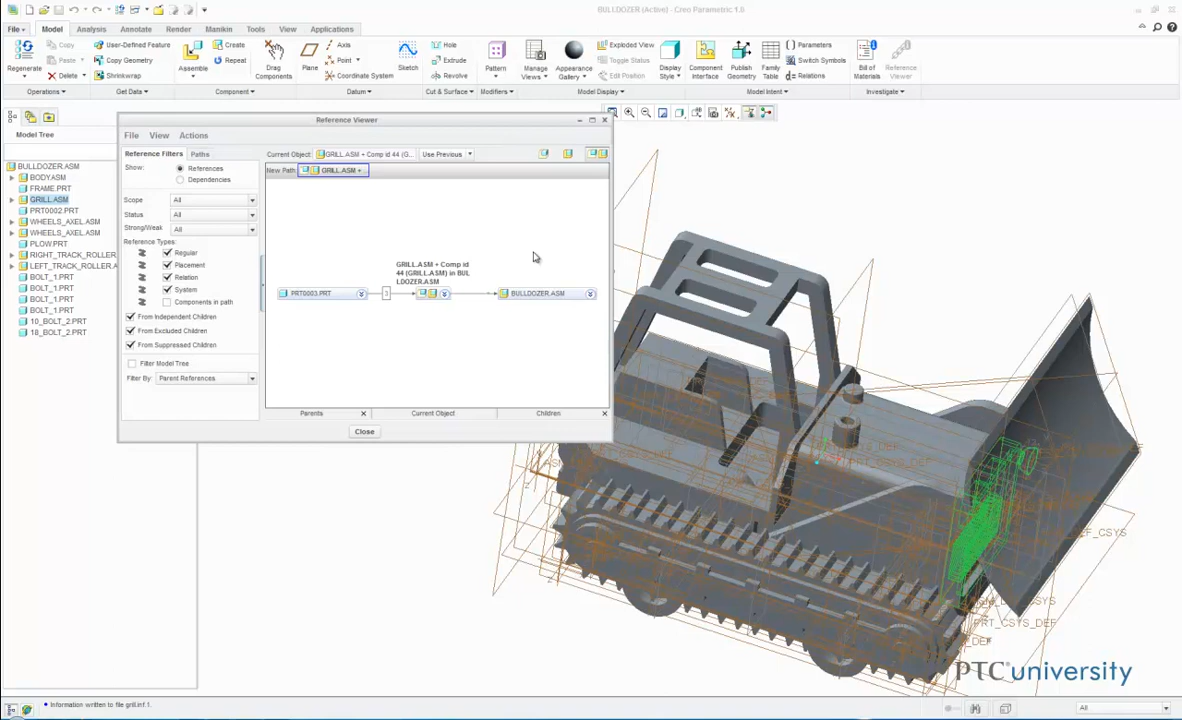 BULLDOZER (Active) - Creo Parametric 1.0
File Model Analysis Annotate Render Manikin Tools View Applications
Regenerate
Copy
Paste
Delete
Operations
User-Defined Feature
Copy Geometry
Shrinkwrap
Get Data
Assemble
Create
Repeat
Drag
Components
Component
Plane
Axis
Point
Coordinate System
Sketch
Datum
Hole
Extrude
Revolve
Cut & Surface
Pattern
Modifiers
Manage
Views
Appearance
Gallery
Exploded View
Toggle Status
Edit Position
Display
Style
Model Display
Component
Interface
Publish
Geometry
Family
Table
Parameters
Switch Symbols
Relations
Model Intent
Bill of
Materials
Reference
Viewer
Investigate
Model Tree
BULLDOZER.ASM
BODY.ASM
FRAME.PRT
GRILL.ASM
PRT0002.PRT
WHEELS_AXEL.ASM
WHEELS_AXEL.ASM
PLOW.PRT
RIGHT_TRACK_ROLLER.A
LEFT_TRACK_ROLLER.A
BOLT_1.PRT
BOLT_1.PRT
BOLT_1.PRT
BOLT_1.PRT
10_BOLT_2.PRT
18_BOLT_2.PRT
Reference Viewer
File View Actions
Reference Filters Paths
Show: References
Dependencies
Scope All
Status All
Strong/Weak All
Reference Types:
Regular
Placement
Relation
System
Components in path
From Independent Children
From Excluded Children
From Suppressed Children
Filter Model Tree
Filter By: Parent References
Current Object: GRILL.ASM + Comp id 44 (G... Use Previous
New Path: GRILL.ASM + ..
GRILL.ASM + Comp id
44 (GRILL.ASM) in BUL
LDOZER.ASM
PRT0003.PRT 3 BULLDOZER.ASM
Parents Current Object Children
Close
PRT_CSYS_DEF
PTC university
Information written to file grill.inf.1.
All